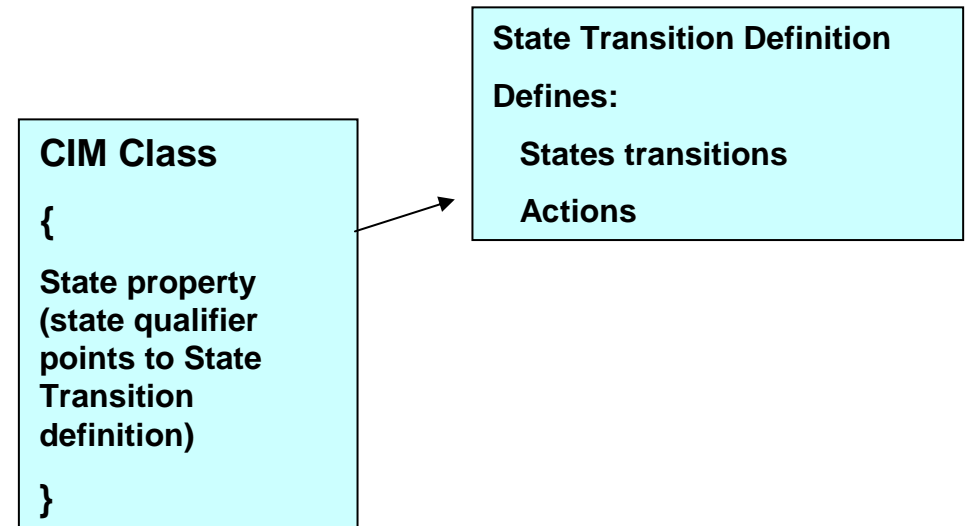 State Transition Definition
Defines:
States transitions
Actions
CIM Class
{
State property
(state qualifier
points to State
Transition
definition)
}